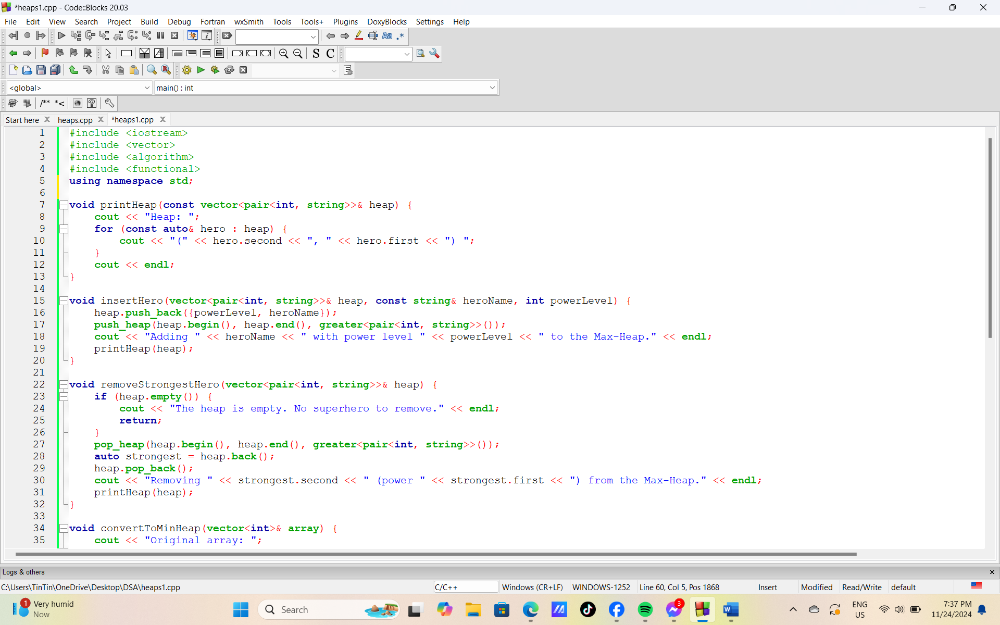 *heaps1.cpp - Code::Blocks 20.03
File Edit View Search Project Build Debug Fortran wxSmith Tools Tools+ Plugins DoxyBlocks Settings Help
<global> main() : int
/** *<
Start here heaps.cpp *heaps1.cpp
1 #include <iostream>
2 #include <vector>
3 #include <algorithm>
4 #include <functional>
5 using namespace std;
6
7 void printHeap(const vector<pair<int, string>>& heap) {
8     cout << "Heap: ";
9     for (const auto& hero : heap) {
10         cout << "(" << hero.second << ", " << hero.first << ") ";
11     }
12     cout << endl;
13 }
14
15 void insertHero(vector<pair<int, string>>& heap, const string& heroName, int powerLevel) {
16     heap.push_back({powerLevel, heroName});
17     push_heap(heap.begin(), heap.end(), greater<pair<int, string>>());
18     cout << "Adding " << heroName << " with power level " << powerLevel << " to the Max-Heap." << endl;
19     printHeap(heap);
20 }
21
22 void removeStrongestHero(vector<pair<int, string>>& heap) {
23     if (heap.empty()) {
24         cout << "The heap is empty. No superhero to remove." << endl;
25         return;
26     }
27     pop_heap(heap.begin(), heap.end(), greater<pair<int, string>>());
28     auto strongest = heap.back();
29     heap.pop_back();
30     cout << "Removing " << strongest.second << " (power " << strongest.first << ") from the Max-Heap." << endl;
31     printHeap(heap);
32 }
33
34 void convertToMinHeap(vector<int>& array) {
35     cout << "Original array: ";
Logs & others
C:\Users\TinTin\OneDrive\Desktop\DSA\heaps1.cpp C/C++ Windows (CR+LF) WINDOWS-1252 Line 60, Col 5, Pos 1868 Insert Modified Read/Write default
1 Very humid
Now
Search
3
ENG
US
7:37 PM
11/24/2024